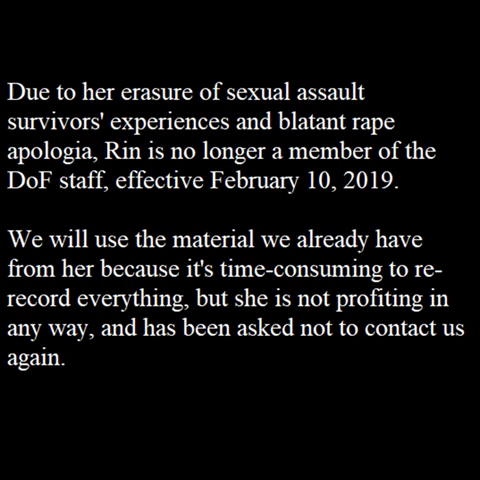 Due to her erasure of sexual assault
survivors' experiences and blatant rape
apologia, Rin is no longer a member of the
DoF staff, effective February 10, 2019.
We will use the material we already have
from her because it's time-consuming to re-
record everything, but she is not profiting in
any way, and has been asked not to contact us
again.